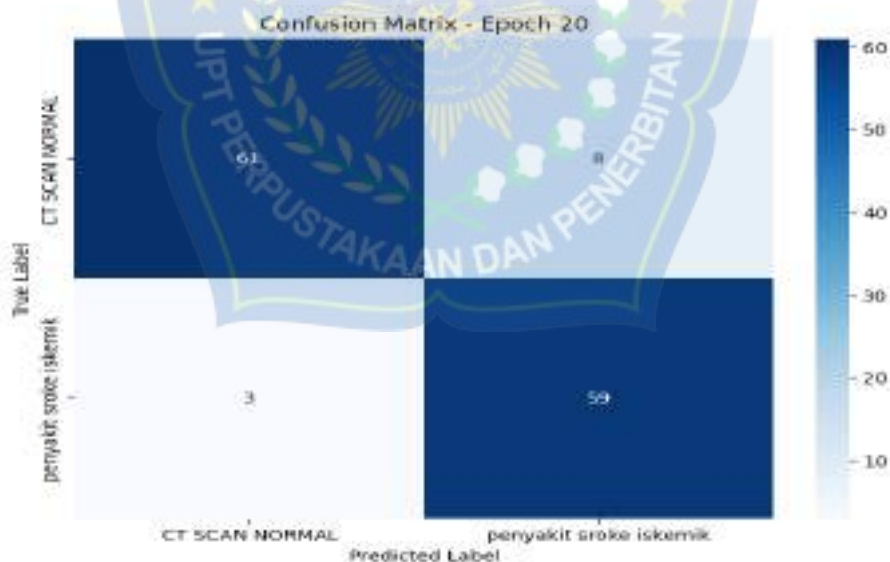 Confusion Matrix - Epoch 20
UPT PERPUSTAKAAN DAN PENERBITAN
True Label
CT SCAN NORMAL
penyakit sroke iskemik
61
8
3
59
CT SCAN NORMAL
penyakit sroke iskemik
Predicted Label
60
50
40
30
20
10